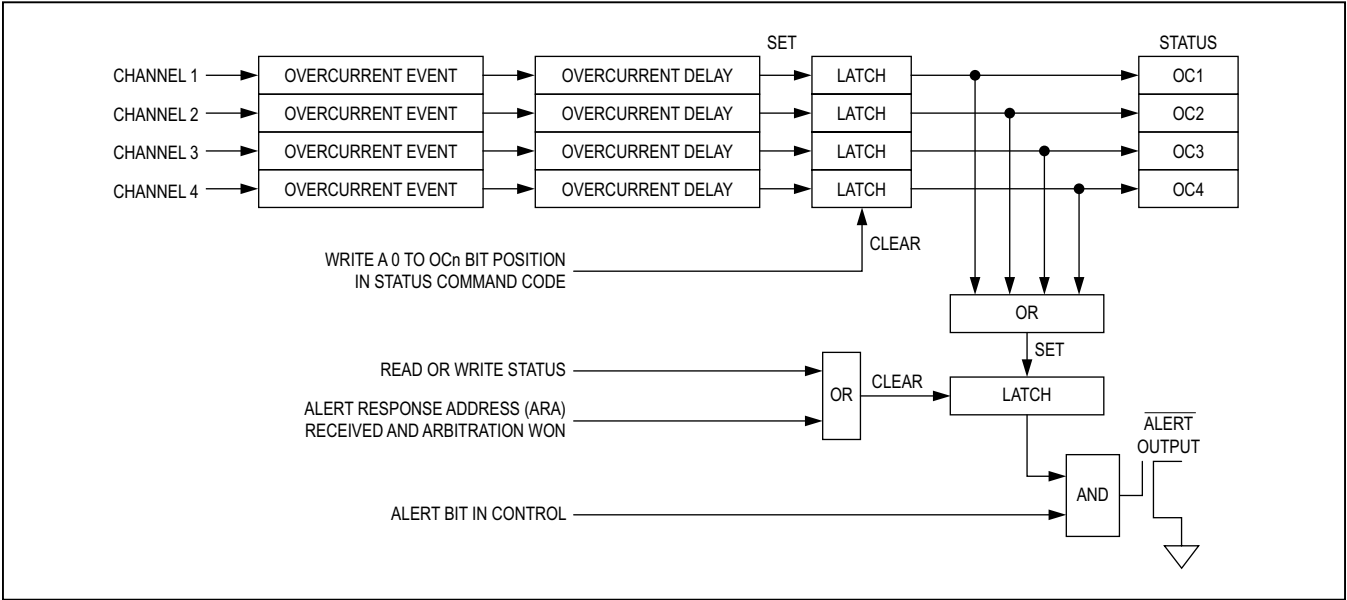 SET
STATUS
CHANNEL 1
OVERCURRENT EVENT
OVERCURRENT DELAY
LATCH
OC1
CHANNEL 2
OVERCURRENT EVENT
OVERCURRENT DELAY
LATCH
OC2
CHANNEL 3
OVERCURRENT EVENT
OVERCURRENT DELAY
LATCH
OC3
CHANNEL 4
OVERCURRENT EVENT
OVERCURRENT DELAY
LATCH
OC4
CLEAR
WRITE A 0 TO OCn BIT POSITION
IN STATUS COMMAND CODE
OR
SET
READ OR WRITE STATUS
OR
CLEAR
LATCH
ALERT RESPONSE ADDRESS (ARA)
RECEIVED AND ARBITRATION WON
ALERT
OUTPUT
AND
ALERT BIT IN CONTROL